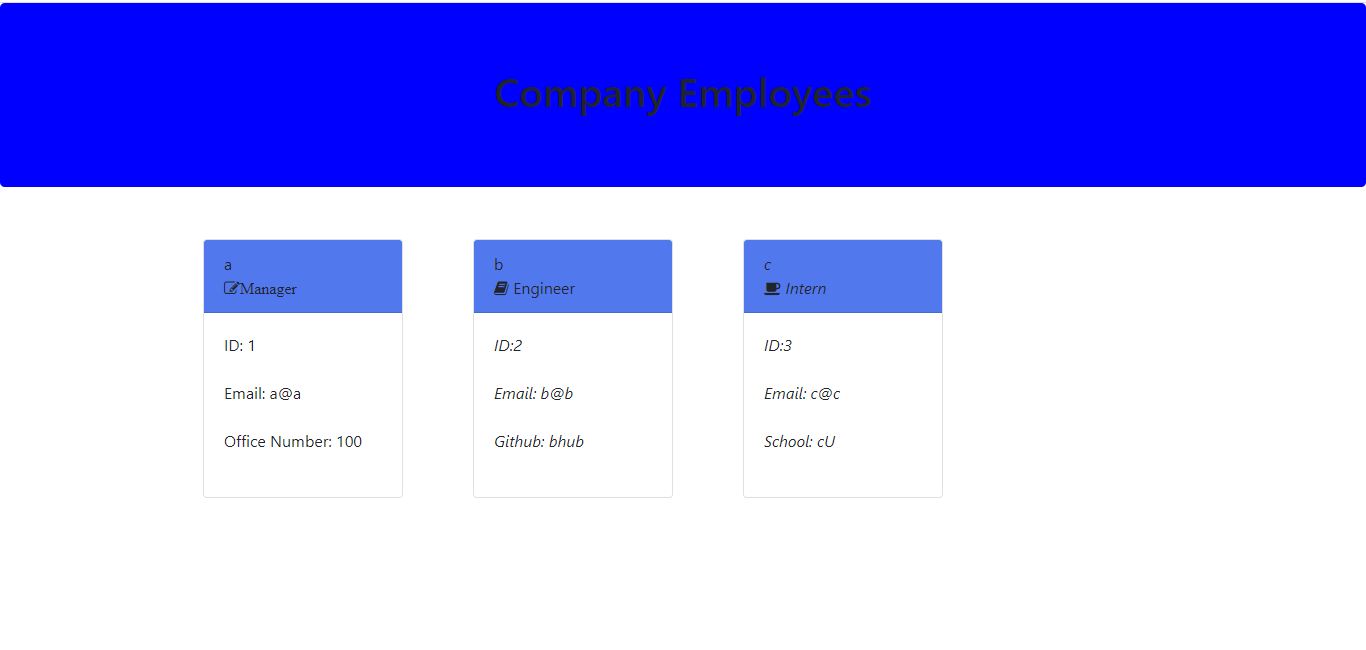 Company Employees
a
Manager
ID: 1
Email: a@a
Office Number: 100
b
Engineer
ID:2
Email: b@b
Github: bhub
c
Intern
ID:3
Email: c@c
School: cU